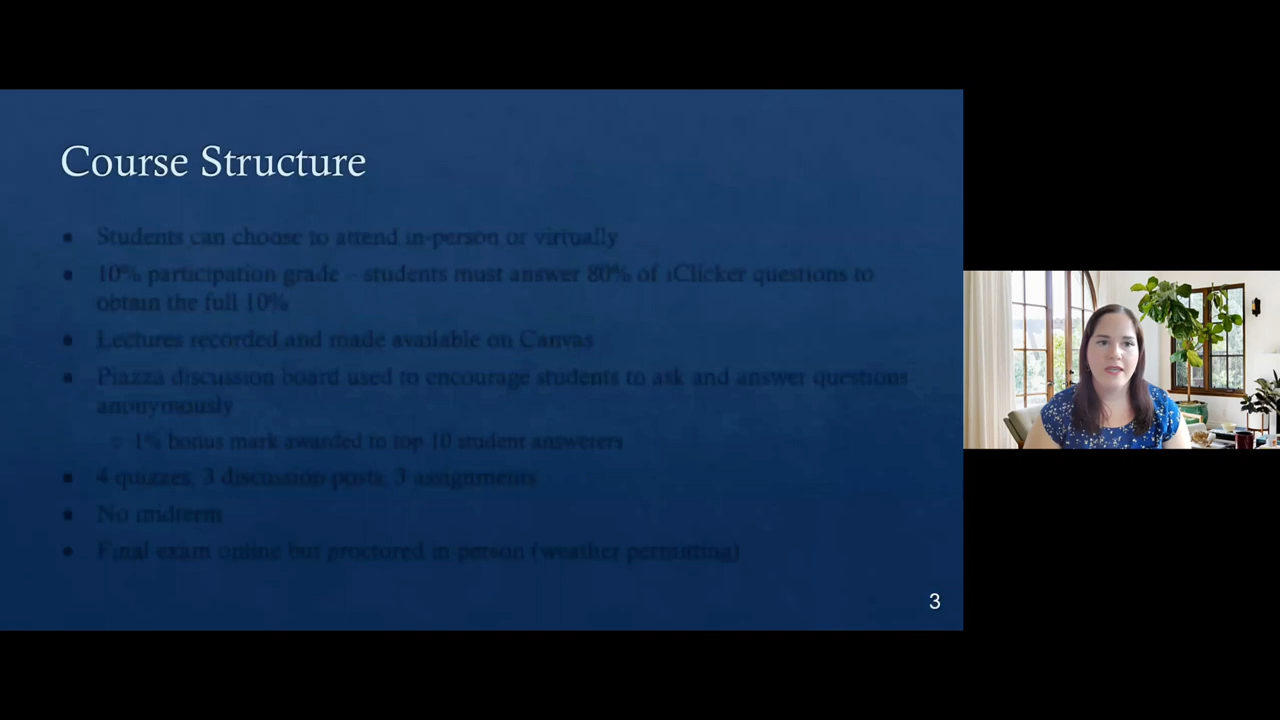 Course Structure
Students can choose to attend in-person or virtually
10% participation grade – students must answer 80% of iClicker questions to
obtain the full 10%
Lectures recorded and made available on Canvas
Piazza discussion board used to encourage students to ask and answer questions
anonymously
1% bonus mark awarded to top 10 student answerers
4 quizzes, 3 discussion posts, 3 assignments
No midterm
Final exam online but proctored in-person (weather permitting)
3